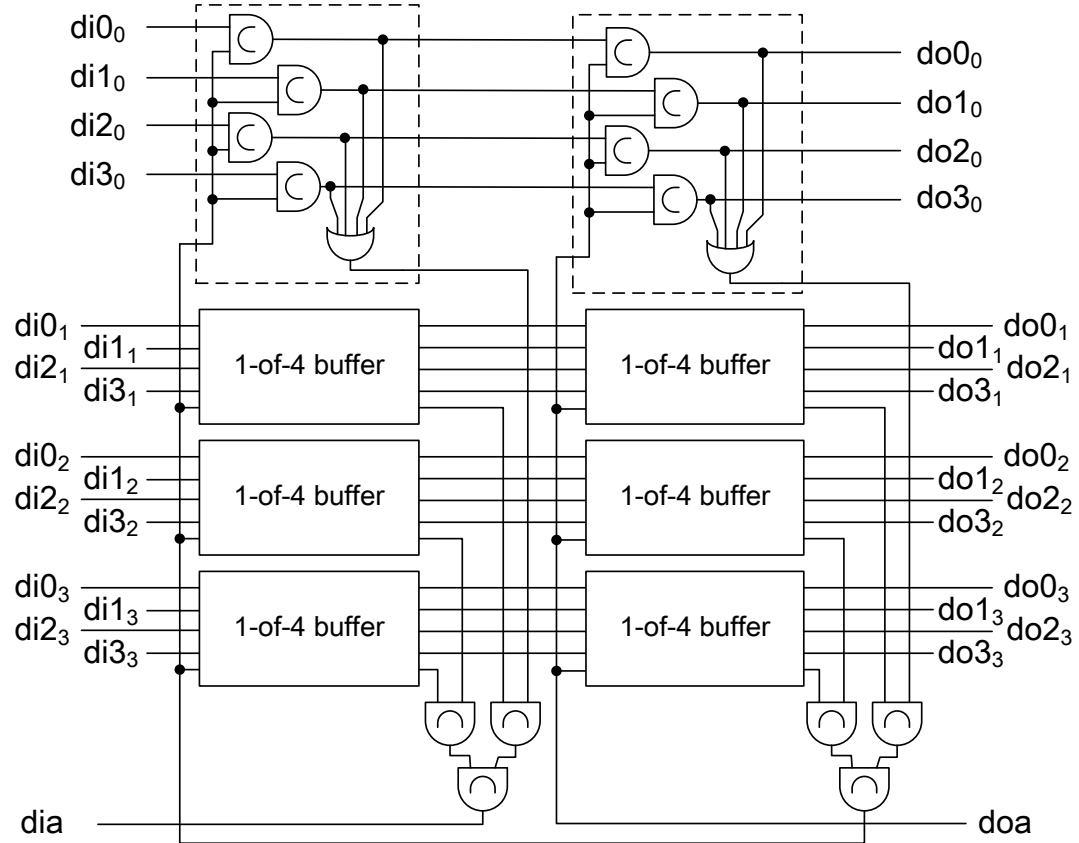 di0₀ do0₀
di1₀ do1₀
di2₀ do2₀
di3₀ do3₀
di0₁ do0₁
di1₁ 1-of-4 buffer 1-of-4 buffer do1₁
di2₁ do2₁
di3₁ do3₁
di0₂ do0₂
di1₂ 1-of-4 buffer 1-of-4 buffer do1₂
di2₂ do2₂
di3₂ do3₂
di0₃ do0₃
di1₃ 1-of-4 buffer 1-of-4 buffer do1₃
di2₃ do2₃
di3₃ do3₃
dia doa